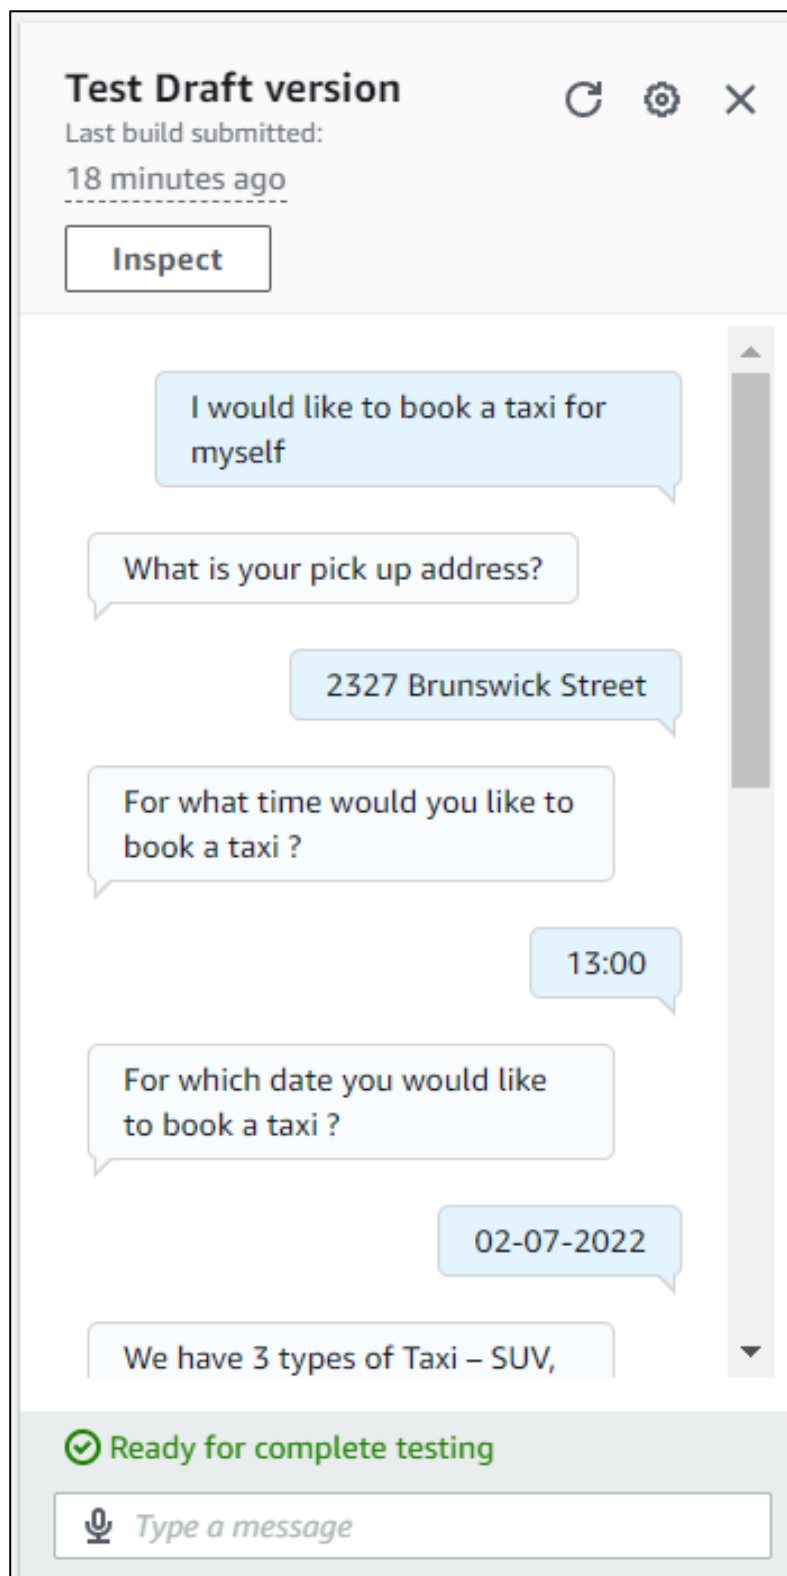 Test Draft version
Last build submitted:
18 minutes ago
Inspect
I would like to book a taxi for
myself
What is your pick up address?
2327 Brunswick Street
For what time would you like to
book a taxi ?
13:00
For which date you would like
to book a taxi ?
02-07-2022
We have 3 types of Taxi – SUV,
Ready for complete testing
Type a message